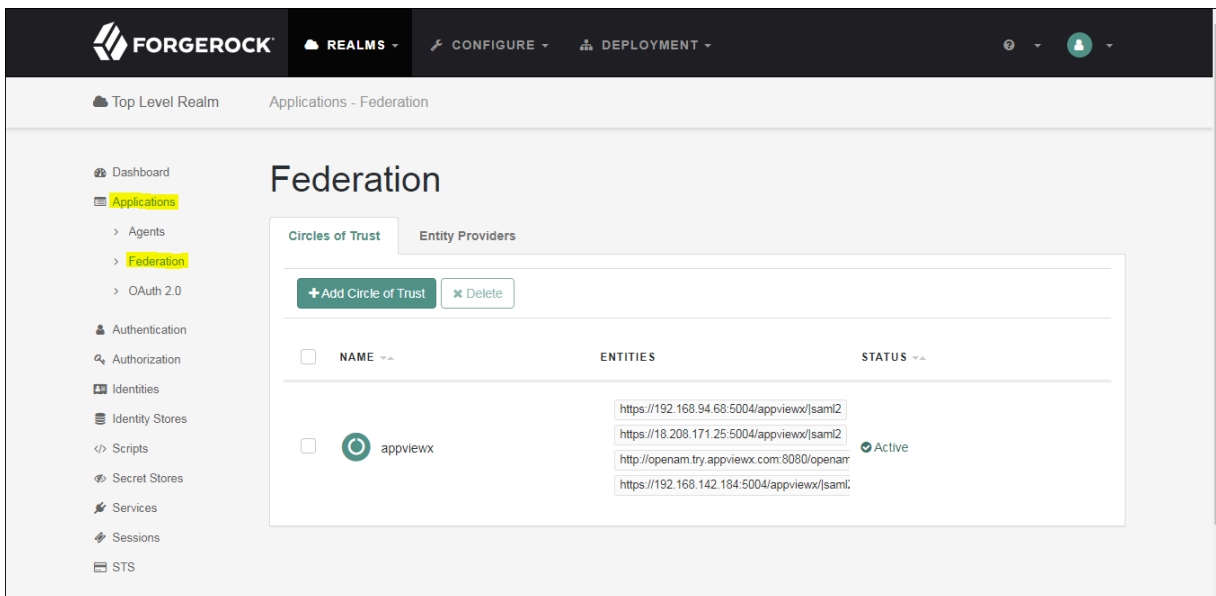 FORGEROCK REALMS CONFIGURE DEPLOYMENT
Top Level Realm Applications - Federation
Dashboard
Applications
> Agents
> Federation
> OAuth 2.0
Authentication
Authorization
Identities
Identity Stores
Scripts
Secret Stores
Services
Sessions
STS
Federation
Circles of Trust Entity Providers
+ Add Circle of Trust × Delete
NAME ENTITIES STATUS
appviewx
https://192.168.94.68:5004/appviewx/|saml2
https://18.208.171.25:5004/appviewx/|saml2
http://openam.try.appviewx.com:8080/openam
https://192.168.142.184:5004/appviewx/|saml2
Active